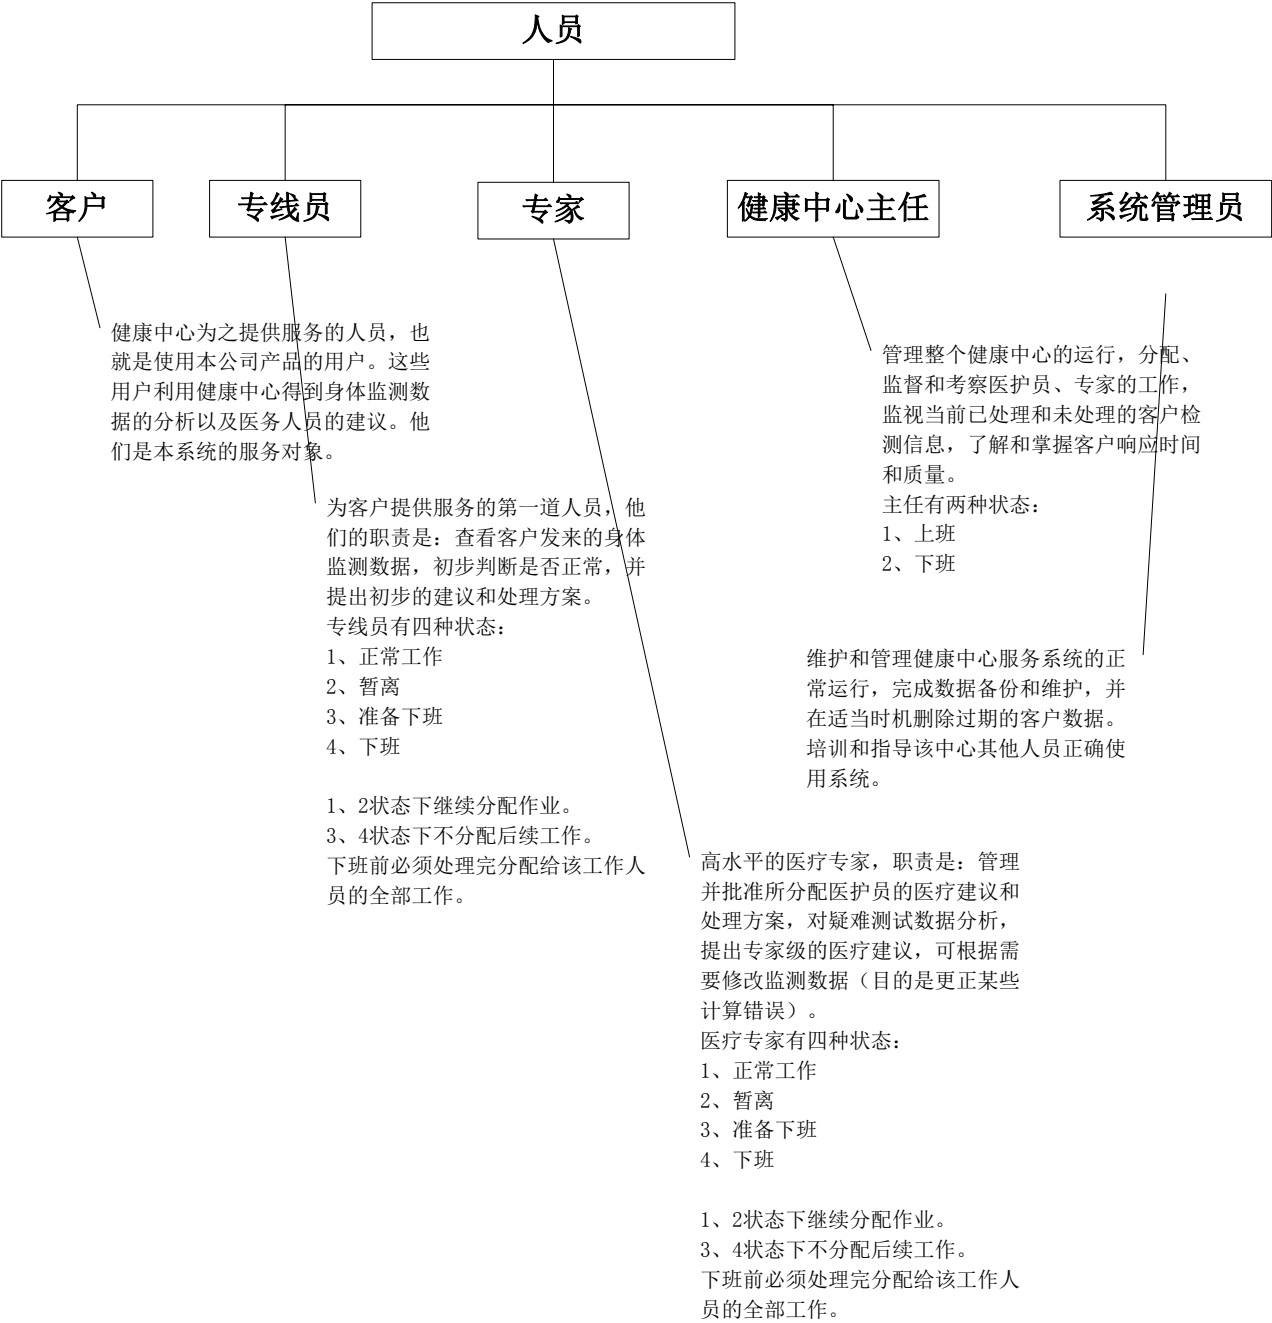 人员
客户
专线员
专家
健康中心主任
系统管理员
健康中心为之提供服务的人员，也
就是使用本公司产品的用户。这些
用户利用健康中心得到身体监测数
据的分析以及医务人员的建议。他
们是本系统的服务对象。
为客户提供服务的第一道人员，他
们的职责是：查看客户发来的身体
监测数据，初步判断是否正常，并
提出初步的建议和处理方案。
专线员有四种状态：
1、正常工作
2、暂离
3、准备下班
4、下班
1、2状态下继续分配作业。
3、4状态下不分配后续工作。
下班前必须处理完分配给该工作人
员的全部工作。
管理整个健康中心的运行，分配、
监督和考察医护员、专家的工作，
监视当前已处理和未处理的客户检
测信息，了解和掌握客户响应时间
和质量。
主任有两种状态：
1、上班
2、下班
维护和管理健康中心服务系统的正
常运行，完成数据备份和维护，并
在适当时机删除过期的客户数据。
培训和指导该中心其他人员正确使
用系统。
高水平的医疗专家，职责是：管理
并批准所分配医护员的医疗建议和
处理方案，对疑难测试数据分析，
提出专家级的医疗建议，可根据需
要修改监测数据（目的是更正某些
计算错误）。
医疗专家有四种状态：
1、正常工作
2、暂离
3、准备下班
4、下班
1、2状态下继续分配作业。
3、4状态下不分配后续工作。
下班前必须处理完分配给该工作人
员的全部工作。